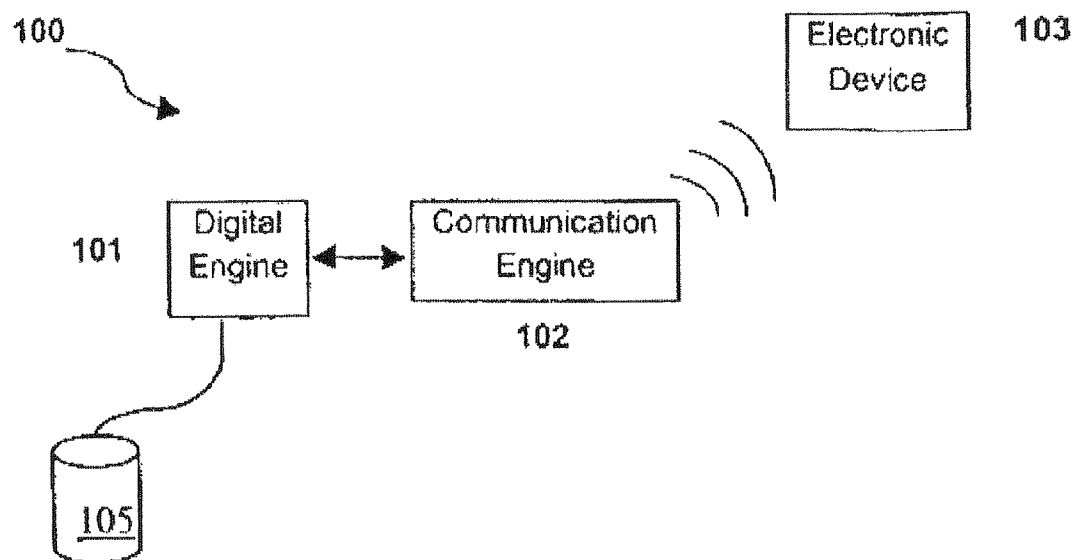 100
Electronic
Device
103
101
Digital
Engine
Communication
Engine
102
105